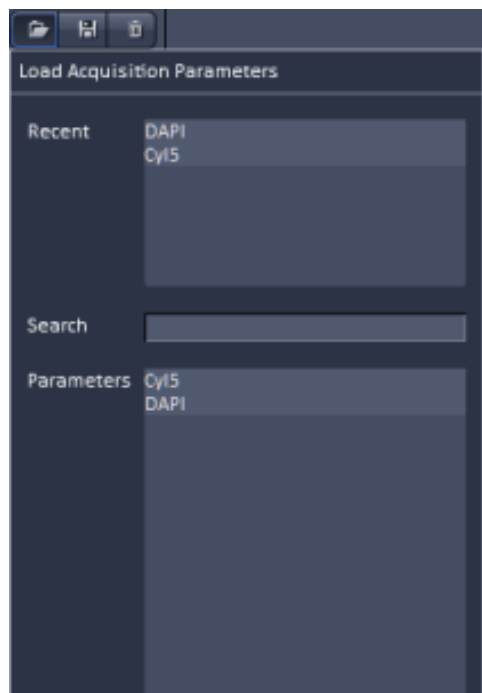 Load Acquisition Parameters
Recent
DAPI
Cyl5
Search
Parameters
Cyl5
DAPI